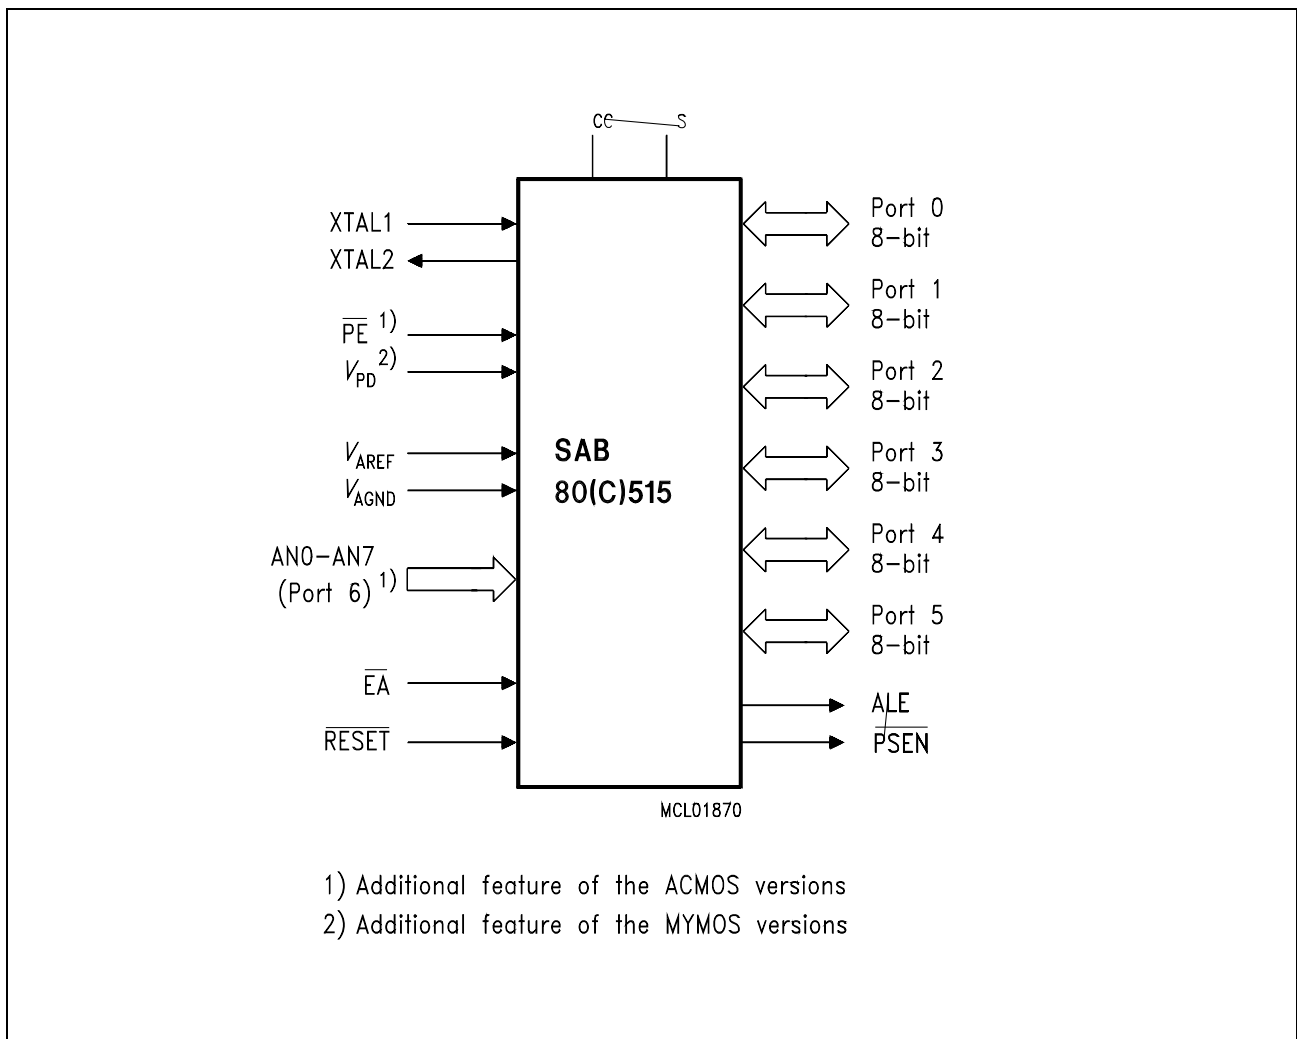 cc S
XTAL1
XTAL2
PE 1)
VPD 2)
VAREF
VAGND
AN0-AN7
(Port 6) 1)
EA
RESET
SAB
80(C)515
Port 0
8-bit
Port 1
8-bit
Port 2
8-bit
Port 3
8-bit
Port 4
8-bit
Port 5
8-bit
ALE
PSEN
MCL01870
1) Additional feature of the ACMOS versions
2) Additional feature of the MYMOS versions